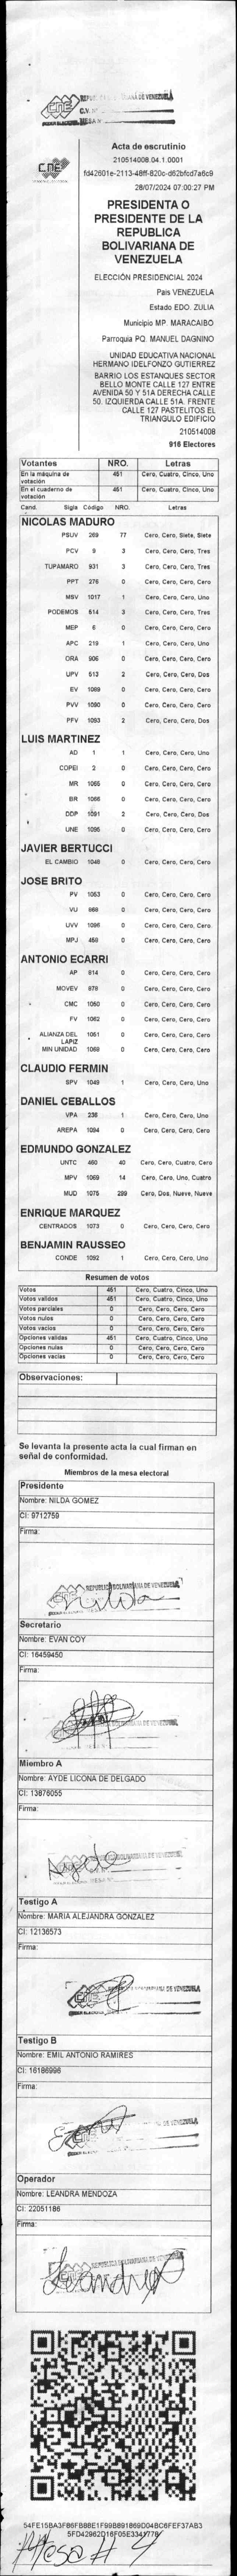 CNE
Acta de escrutinio
210514008.04.1.0001
fd42601e-2113-48ff-820c-d62bfcd7a6c9
28/07/2024 07:00:27 PM
PRESIDENTA O
PRESIDENTE DE LA
REPUBLICA
BOLIVARIANA DE
VENEZUELA
ELECCIÓN PRESIDENCIAL 2024
Pais VENEZUELA
Estado EDO. ZULIA
Municipio MP. MARACAIBO
Parroquia PQ. MANUEL DAGNINO
UNIDAD EDUCATIVA NACIONAL
HERMANO IDELFONZO GUTIERREZ
BARRIO LOS ESTANQUES SECTOR
BELLO MONTE CALLE 127 ENTRE
AVENIDA 50 Y 51A DERECHA CALLE
50. IZQUIERDA CALLE 51A. FRENTE
CALLE 127 PASTELITOS EL
TRIANGULO EDIFICIO
210514008
916 Electores
Votantes NRO. Letras
En la máquina de votación 451 Cero, Cuatro, Cinco, Uno
En el cuaderno de votación 451 Cero, Cuatro, Cinco, Uno
Cand. Sigla Código NRO. Letras
NICOLAS MADURO
PSUV 269 77 Cero, Cero, Siete, Siete
PCV 9 3 Cero, Cero, Cero, Tres
TUPAMARO 931 3 Cero, Cero, Cero, Tres
PPT 276 0 Cero, Cero, Cero, Cero
MSV 1017 1 Cero, Cero, Cero, Uno
PODEMOS 514 3 Cero, Cero, Cero, Tres
MEP 6 0 Cero, Cero, Cero, Cero
APC 219 1 Cero, Cero, Cero, Uno
ORA 906 0 Cero, Cero, Cero, Cero
UPV 513 2 Cero, Cero, Cero, Dos
EV 1089 0 Cero, Cero, Cero, Cero
PVV 1090 0 Cero, Cero, Cero, Cero
PFV 1093 2 Cero, Cero, Cero, Dos
LUIS MARTINEZ
AD 1 1 Cero, Cero, Cero, Uno
COPEI 2 0 Cero, Cero, Cero, Cero
MR 1065 0 Cero, Cero, Cero, Cero
BR 1066 0 Cero, Cero, Cero, Cero
DDP 1091 2 Cero, Cero, Cero, Dos
UNE 1096 0 Cero, Cero, Cero, Cero
JAVIER BERTUCCI
EL CAMBIO 1048 0 Cero, Cero, Cero, Cero
JOSE BRITO
PV 1063 0 Cero, Cero, Cero, Cero
VU 868 0 Cero, Cero, Cero, Cero
UVV 1095 0 Cero, Cero, Cero, Cero
MPJ 458 0 Cero, Cero, Cero, Cero
ANTONIO ECARRI
AP 814 0 Cero, Cero, Cero, Cero
MOVEV 878 0 Cero, Cero, Cero, Cero
CMC 1050 0 Cero, Cero, Cero, Cero
FV 1062 0 Cero, Cero, Cero, Cero
ALIANZA DEL LAPIZ 1051 0 Cero, Cero, Cero, Cero
MIN UNIDAD 1068 0 Cero, Cero, Cero, Cero
CLAUDIO FERMIN
SPV 1049 1 Cero, Cero, Cero, Uno
DANIEL CEBALLOS
VPA 236 1 Cero, Cero, Cero, Uno
AREPA 1094 0 Cero, Cero, Cero, Cero
EDMUNDO GONZALEZ
UNTC 460 40 Cero, Cero, Cuatro, Cero
MPV 1069 14 Cero, Cero, Uno, Cuatro
MUD 1075 299 Cero, Dos, Nueve, Nueve
ENRIQUE MARQUEZ
CENTRADOS 1073 0 Cero, Cero, Cero, Cero
BENJAMIN RAUSSEO
CONDE 1092 1 Cero, Cero, Cero, Uno
Resumen de votos
Votos 451 Cero, Cuatro, Cinco, Uno
Votos validos 451 Cero, Cuatro, Cinco, Uno
Votos parciales 0 Cero, Cero, Cero, Cero
Votos nulos 0 Cero, Cero, Cero, Cero
Votos vacios 0 Cero, Cero, Cero, Cero
Opciones validas 451 Cero, Cuatro, Cinco, Uno
Opciones nulas 0 Cero, Cero, Cero, Cero
Opciones vacias 0 Cero, Cero, Cero, Cero
Observaciones:
Se levanta la presente acta la cual firman en
señal de conformidad.
Miembros de la mesa electoral
Presidente
Nombre: NILDA GOMEZ
CI: 9712759
Firma:
REPUBLICA BOLIVARIANA DE VENEZUELA
Secretario
Nombre: EVAN COY
CI: 16459450
Firma:
Miembro A
Nombre: AYDE LICONA DE DELGADO
CI: 13876055
Firma:
Testigo A
Nombre: MARIA ALEJANDRA GONZALEZ
CI: 12136573
Firma:
Testigo B
Nombre: EMIL ANTONIO RAMIRES
CI: 16186998
Firma:
Operador
Nombre: LEANDRA MENDOZA
CI: 22051186
Firma:
54FE15BA3F86FB8BE1F99B891869D04BC6FEF37AB3
Mesa # 4